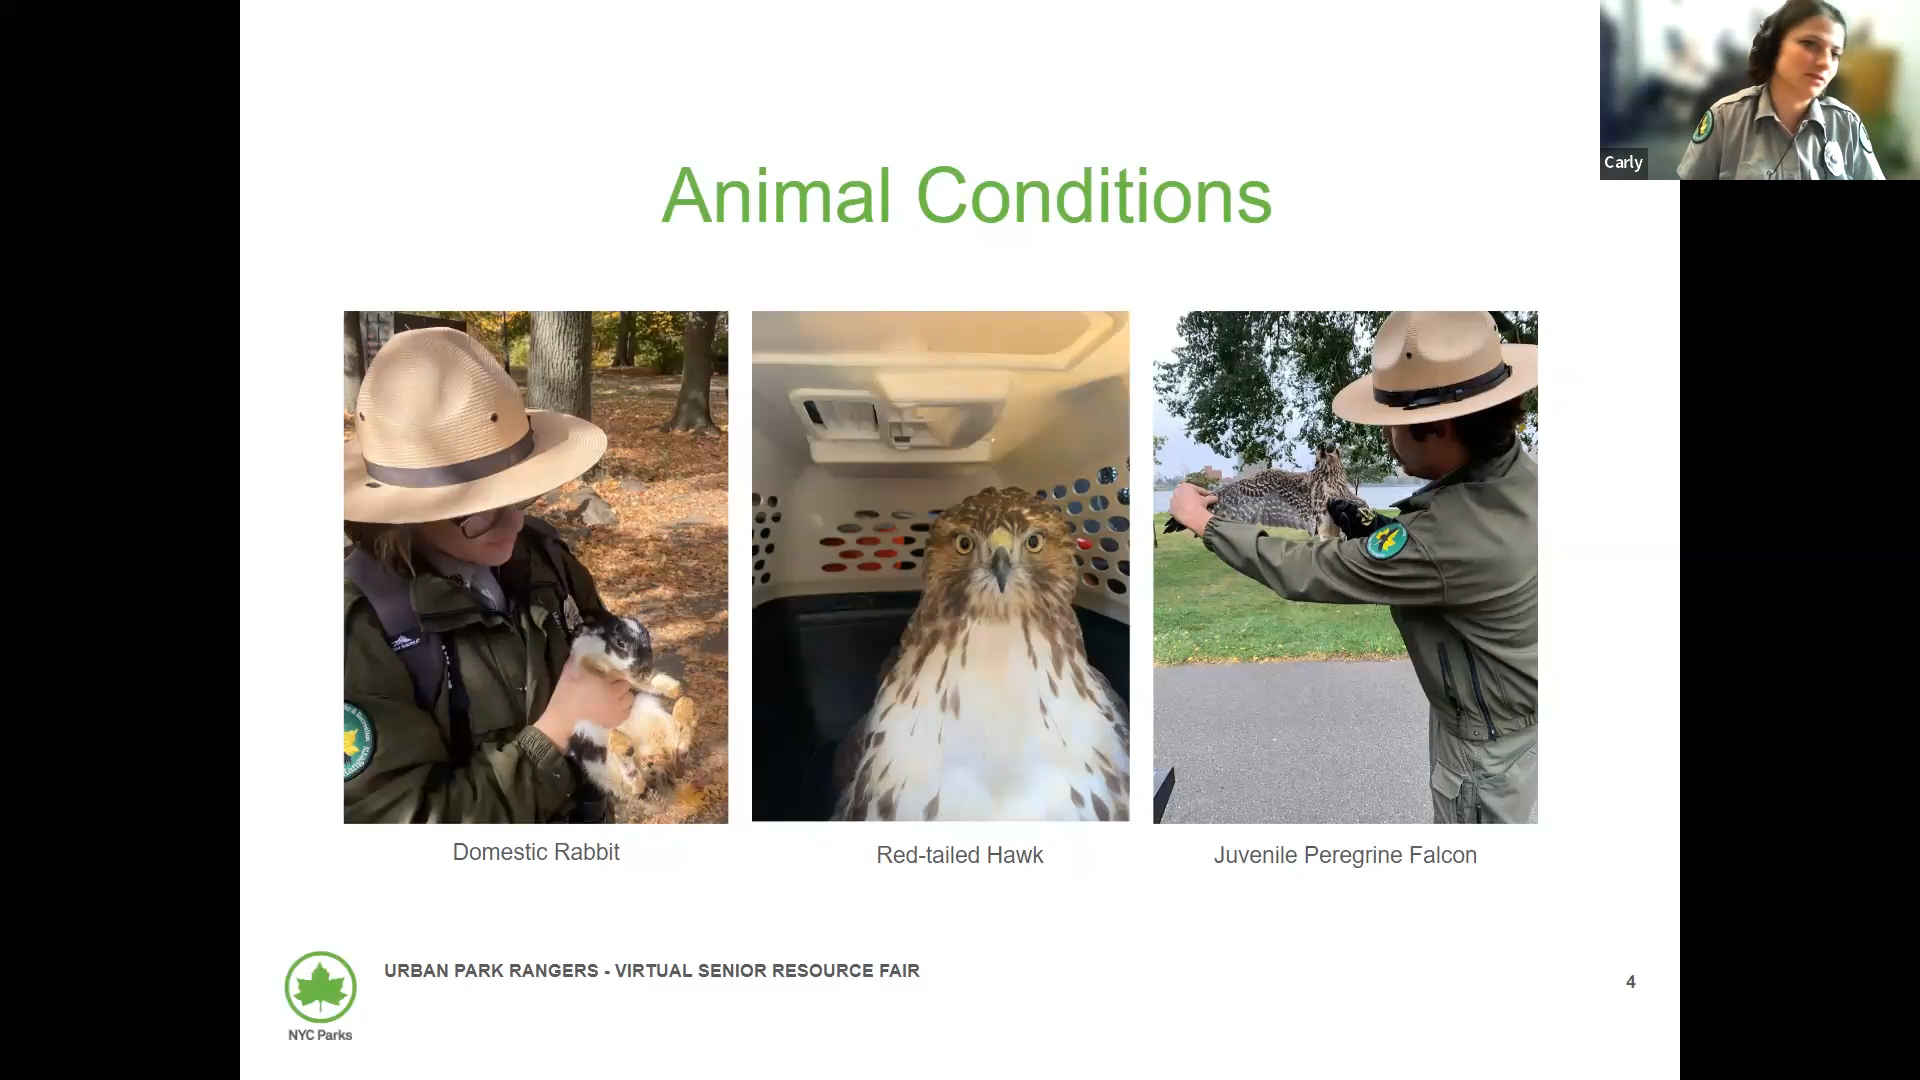 Carly
Animal Conditions
Domestic Rabbit
Red-tailed Hawk
Juvenile Peregrine Falcon
URBAN PARK RANGERS - VIRTUAL SENIOR RESOURCE FAIR
4
NYC Parks